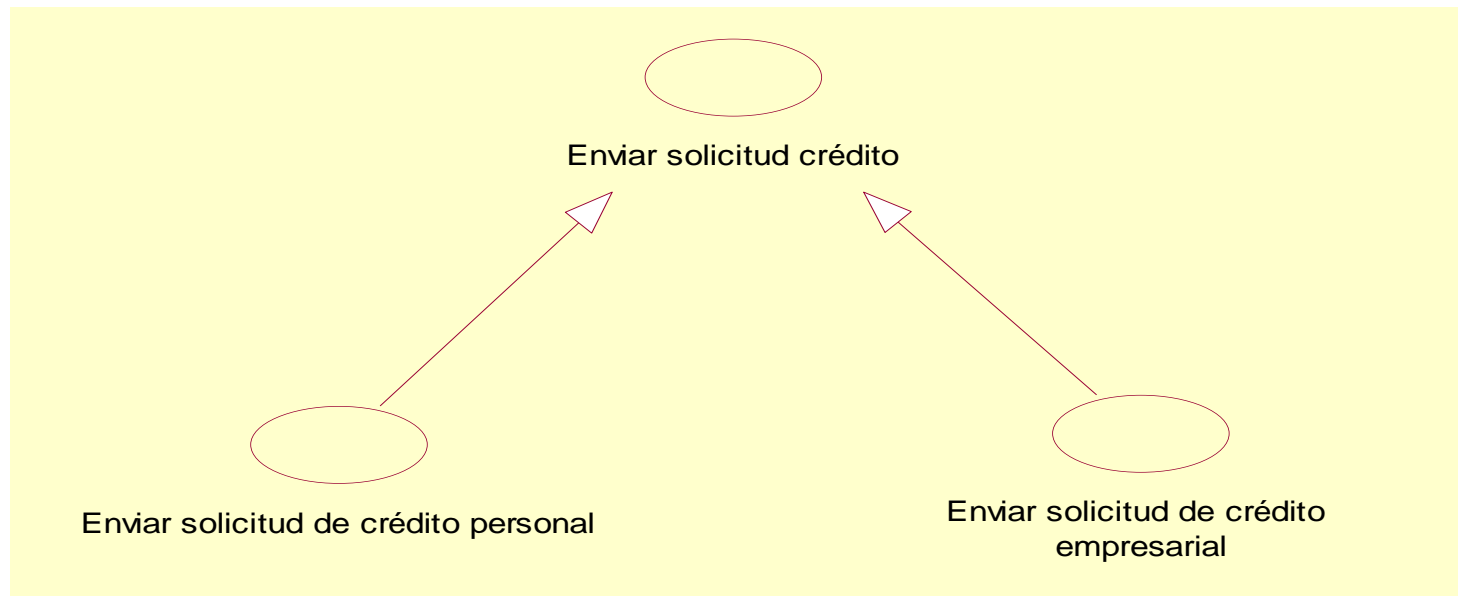 Enviar solicitud crédito
Enviar solicitud de crédito personal
Enviar solicitud de crédito
empresarial